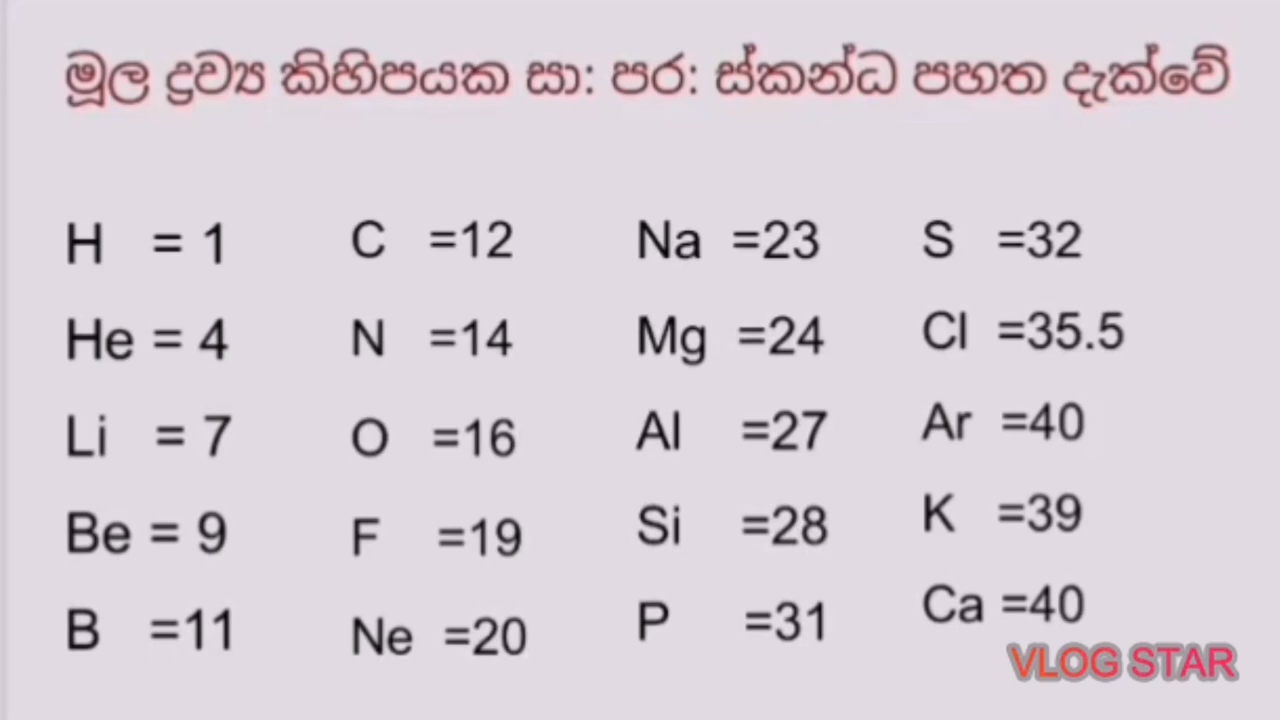 මූල ද්‍රව්‍ය කිහිපයක සා: පර: ස්කන්ධ පහත දැක්වේ
H = 1 C =12 Na =23 S =32
He = 4 N =14 Mg =24 Cl =35.5
Li = 7 O =16 Al =27 Ar =40
Be = 9 F =19 Si =28 K =39
B =11 Ne =20 P =31 Ca =40
VLOG STAR